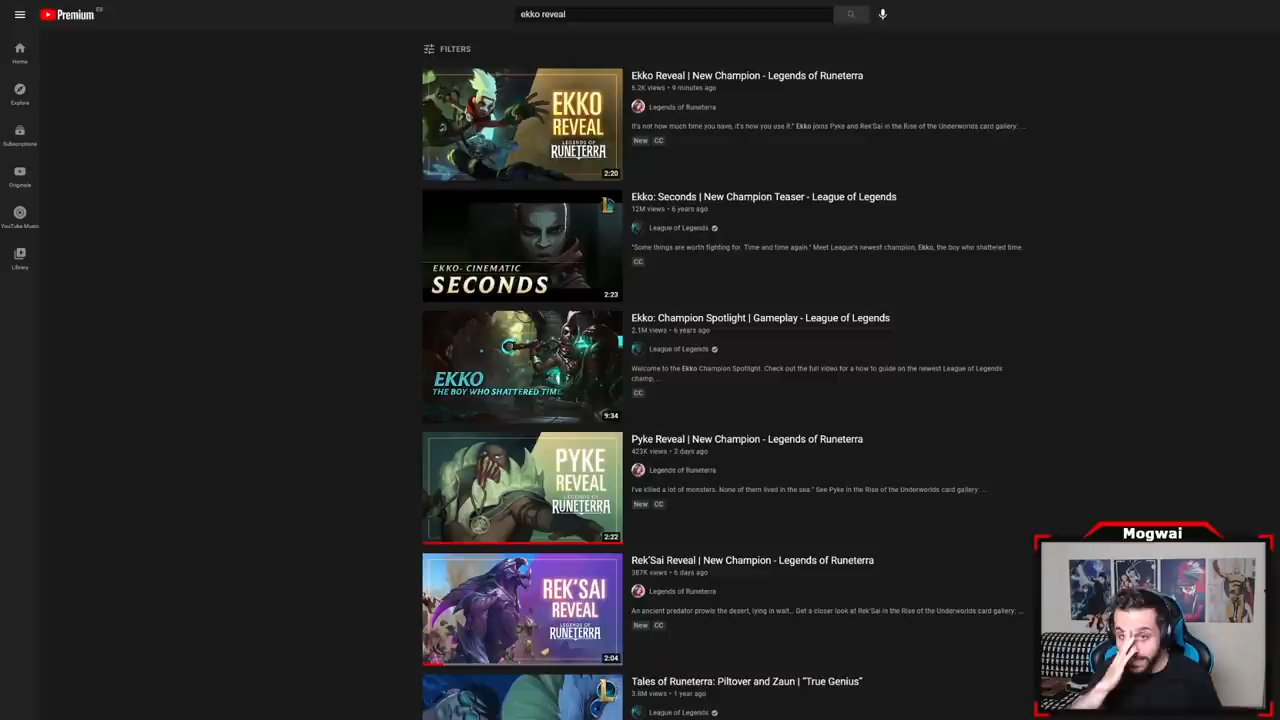 Premium ES
ekko reveal
Home
Explore
Subscriptions
Originals
YouTube Music
Library
FILTERS
EKKO
REVEAL
LEGENDS OF
RUNETERRA
2:20
Ekko Reveal | New Champion - Legends of Runeterra
6.2K views • 9 minutes ago
Legends of Runeterra
It's not how much time you have, it's how you use it." Ekko joins Pyke and Rek'Sai in the Rise of the Underworlds card gallery: ...
New CC
EKKO- CINEMATIC
SECONDS
2:23
Ekko: Seconds | New Champion Teaser - League of Legends
12M views • 6 years ago
League of Legends
"Some things are worth fighting for. Time and time again." Meet League's newest champion, Ekko, the boy who shattered time.
CC
EKKO
THE BOY WHO SHATTERED TIME
9:34
Ekko: Champion Spotlight | Gameplay - League of Legends
2.1M views • 6 years ago
League of Legends
Welcome to the Ekko Champion Spotlight. Check out the full video for a how to guide on the newest League of Legends
champ, ...
CC
PYKE
REVEAL
LEGENDS OF
RUNETERRA
2:22
Pyke Reveal | New Champion - Legends of Runeterra
423K views • 2 days ago
Legends of Runeterra
I've killed a lot of monsters. None of them lived in the sea." See Pyke in the Rise of the Underworlds card gallery: ...
New CC
REK'SAI
REVEAL
LEGENDS OF
RUNETERRA
2:04
Rek'Sai Reveal | New Champion - Legends of Runeterra
387K views • 6 days ago
Legends of Runeterra
An ancient predator prowls the desert, lying in wait... Get a closer look at Rek'Sai in the Rise of the Underworlds card gallery: ...
New CC
Tales of Runeterra: Piltover and Zaun | "True Genius"
3.8M views • 1 year ago
League of Legends
Mogwai